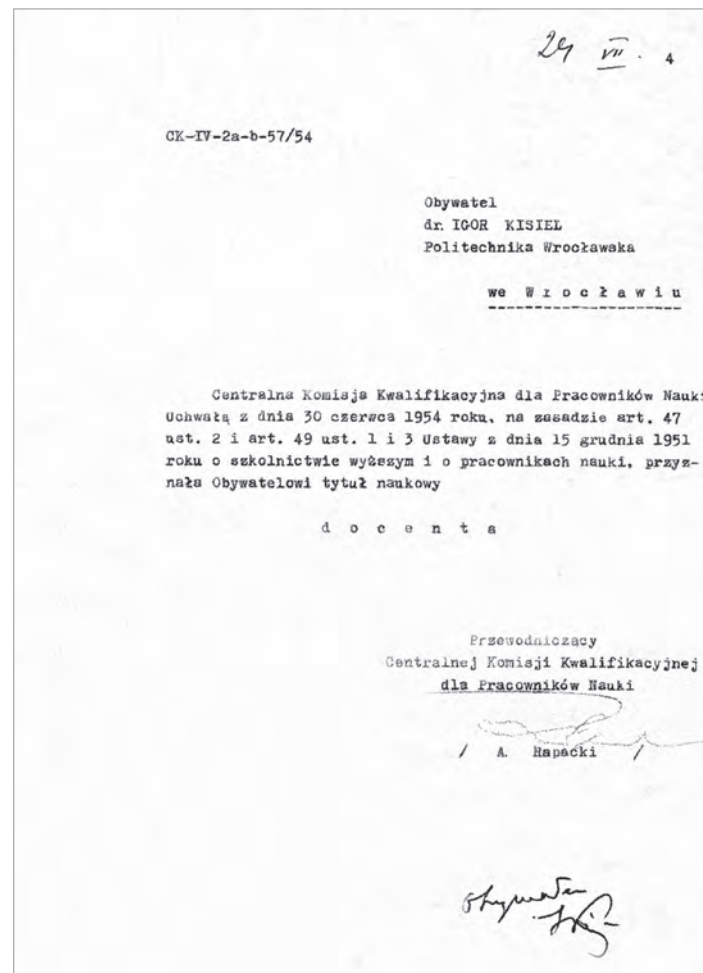 29 VII. 4
CK-IV-2a-b-57/54
Obywatel
dr. IGOR KISIEL
Politechnika Wrocławska
we W r o c ł a w i u
Centralna Komisja Kwalifikacyjna dla Pracowników Nauki
Uchwałą z dnia 30 czerwca 1954 roku, na zasadzie art. 47
ust. 2 i art. 49 ust. 1 i 3 Ustawy z dnia 15 grudnia 1951
roku o szkolnictwie wyższym i o pracownikach nauki, przyz-
nała Obywatelowi tytuł naukowy
d o c e n t a
Przewodniczący
Centralnej Komisji Kwalifikacyjnej
dla Pracowników Nauki
/ A. Rapacki /